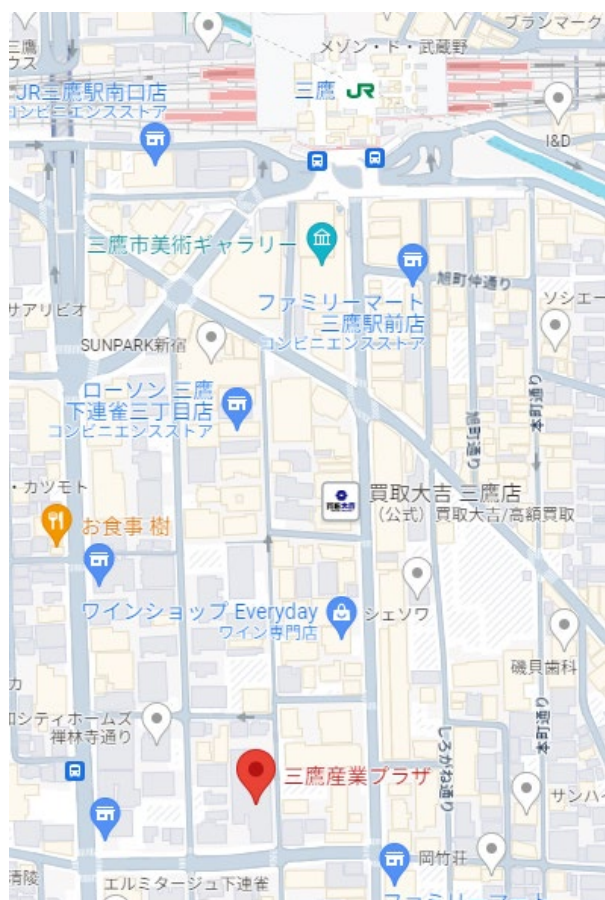 ブランマーク
三鷹
ウス
メゾン・ド・武蔵野
JR三鷹駅南口店
コンビニエンスストア
三鷹 JR
I&D
三鷹市美術ギャラリー
旭町仲通り
ファミリーマート
三鷹駅前店
コンビニエンスストア
サアリビオ
ソシエー
SUNPARK新宿
ローソン 三鷹
下連雀三丁目店
コンビニエンスストア
本町通り
旭町通り
・カツモト
買取大吉 三鷹店
(公式)買取大吉/高額買取
お食事 樹
ワインショップ Everyday
ワイン専門店
シェソワ
磯貝歯科
カ
ロシティホームズ
禅林寺通り
本町通り
しろがね通り
三鷹産業プラザ
サンハイ
岡竹荘
清陵
エルミタージュ下連雀
ファミリーマート